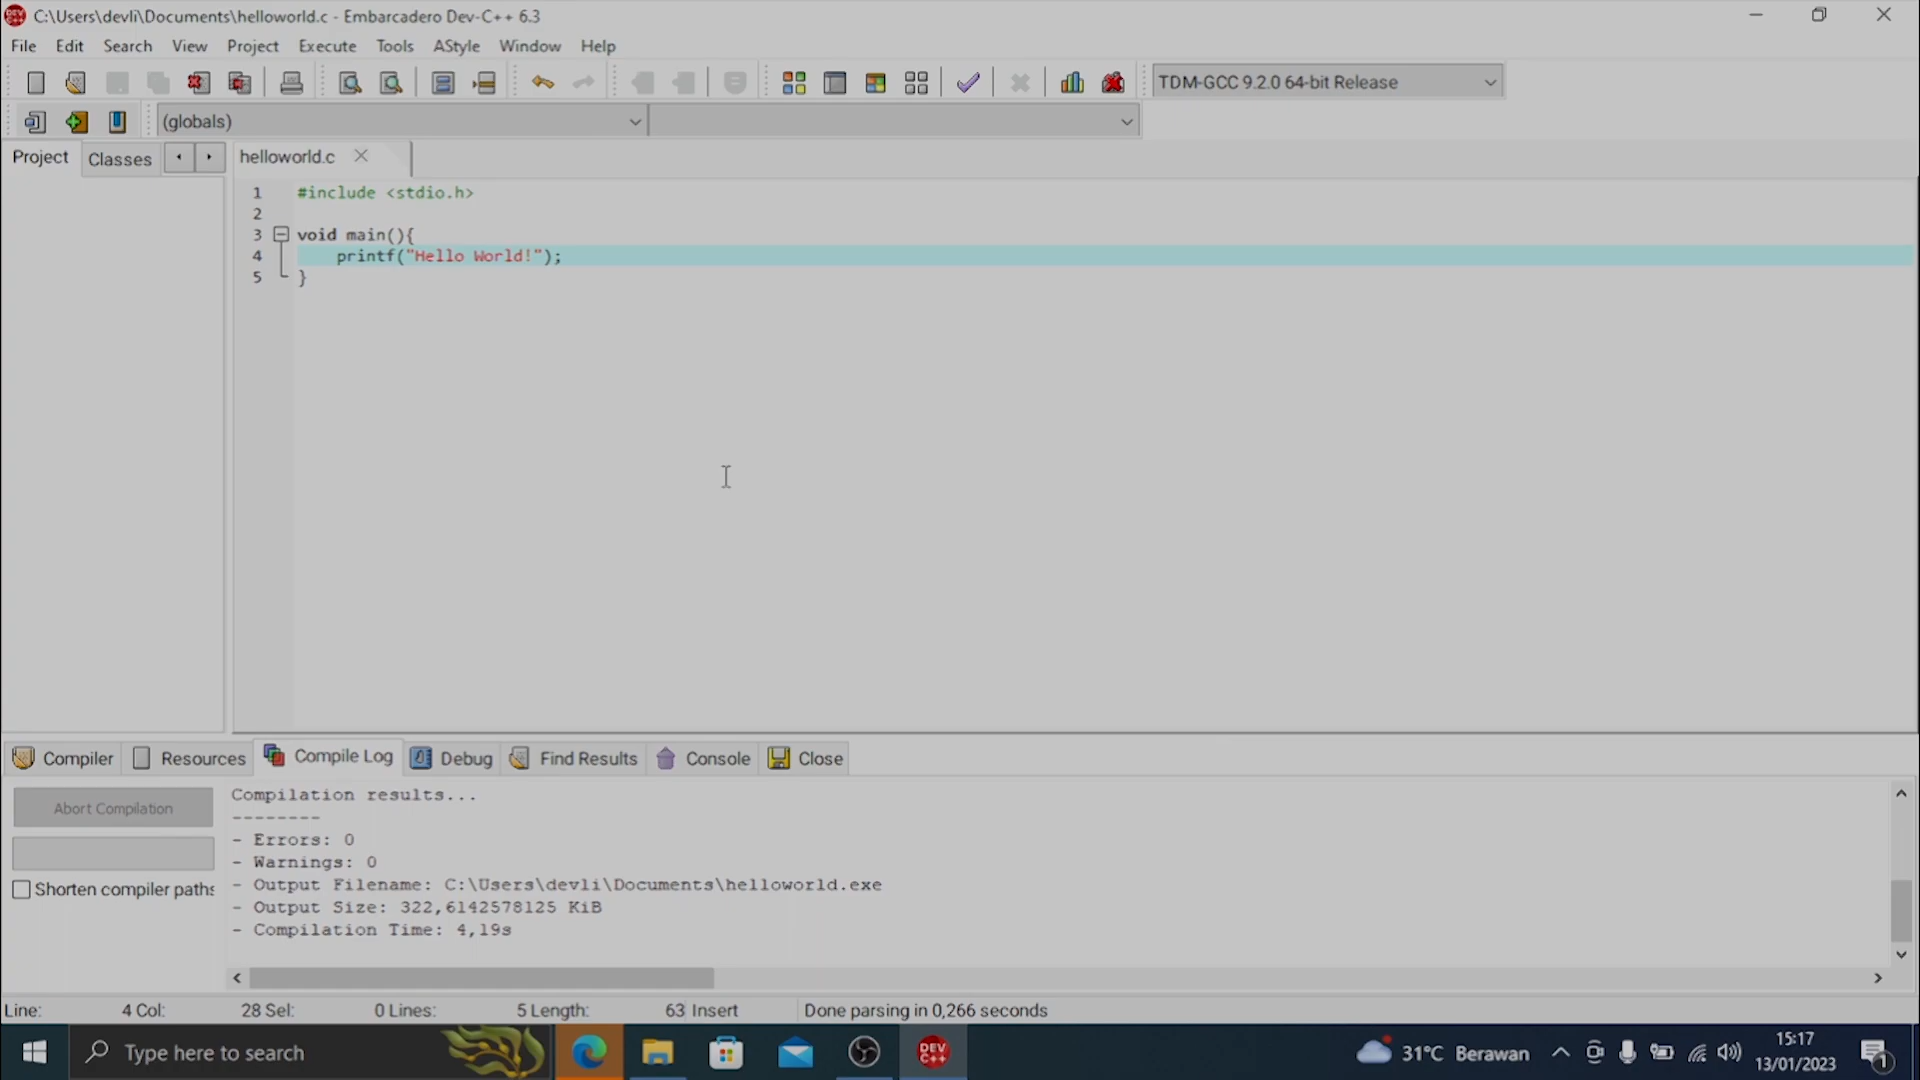 C:\Users\devli\Documents\helloworld.c - Embarcadero Dev-C++ 6.3
File Edit Search View Project Execute Tools AStyle Window Help
TDM-GCC 9.2.0 64-bit Release
(globals)
Project Classes helloworld.c
1 #include <stdio.h>
2
3 void main(){
4 printf("Hello World!");
5 }
Compiler Resources Compile Log Debug Find Results Console Close
Abort Compilation
Shorten compiler paths
Compilation results...
--------
- Errors: 0
- Warnings: 0
- Output Filename: C:\Users\devli\Documents\helloworld.exe
- Output Size: 322,6142578125 KiB
- Compilation Time: 4,19s
Line: 4 Col: 28 Sel: 0 Lines: 5 Length: 63 Insert Done parsing in 0,266 seconds
Type here to search
DEV C++
31°C Berawan
15:17
13/01/2023
1